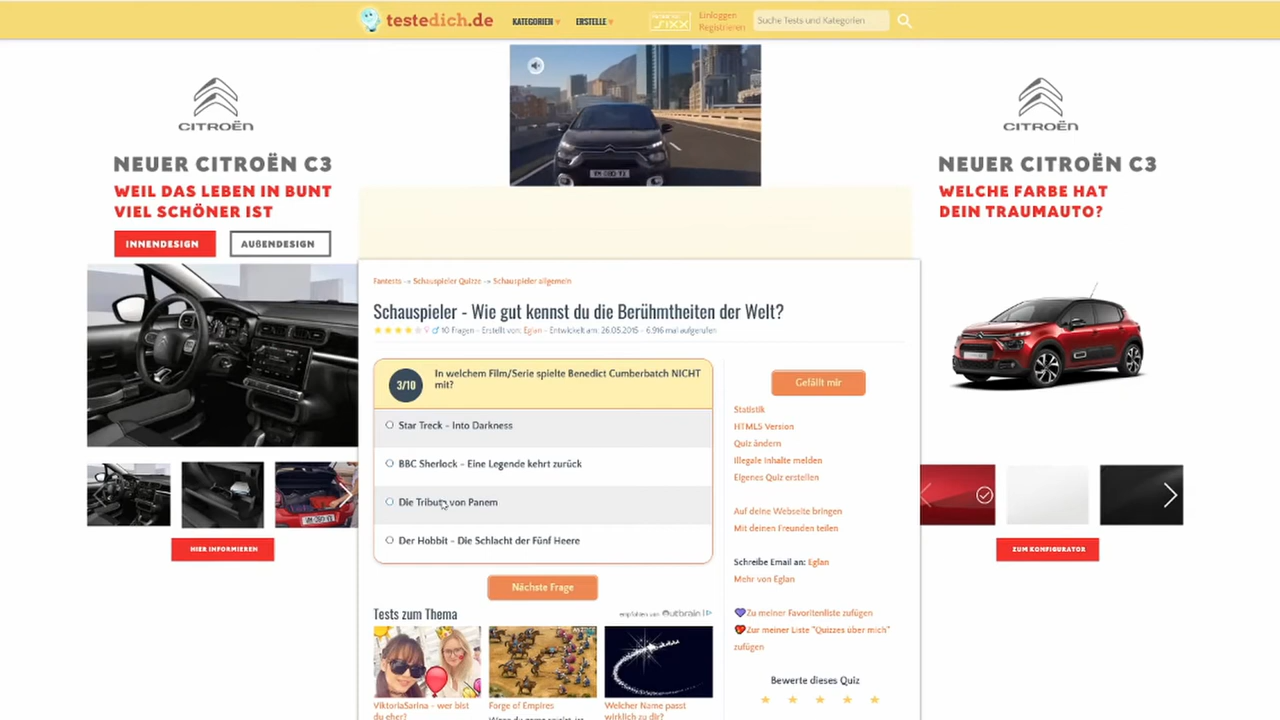 testedich.de
KATEGORIEN
ERSTELLE
sixx
Einloggen
Registrieren
Suche Tests und Kategorien
CITROËN
NEUER CITROËN C3
WEIL DAS LEBEN IN BUNT
VIEL SCHÖNER IST
INNENDESIGN
AUßENDESIGN
HIER INFORMIEREN
Fantests -> Schauspieler Quizze -> Schauspieler allgemein
Schauspieler - Wie gut kennst du die Berühmtheiten der Welt?
10 Fragen - Erstellt von: Eglan - Entwickelt am: 26.05.2015 - 6.916 mal aufgerufen
3/10
In welchem Film/Serie spielte Benedict Cumberbatch NICHT
mit?
Star Treck - Into Darkness
BBC Sherlock - Eine Legende kehrt zurück
Die Tribute von Panem
Der Hobbit - Die Schlacht der Fünf Heere
Nächste Frage
Tests zum Thema
empfohlen von Outbrain
ANZEIGE
ViktoriaSarina - wer bist
du eher?
Forge of Empires
Welcher Name passt
wirklich zu dir?
Gefällt mir
Statistik
HTML5 Version
Quiz ändern
Illegale Inhalte melden
Eigenes Quiz erstellen
Auf deine Webseite bringen
Mit deinen Freunden teilen
Schreibe Email an: Eglan
Mehr von Eglan
Zu meiner Favoritenliste zufügen
Zur meiner Liste "Quizzes über mich"
zufügen
Bewerte dieses Quiz
CITROËN
NEUER CITROËN C3
WELCHE FARBE HAT
DEIN TRAUMAUTO?
ZUM KONFIGURATOR